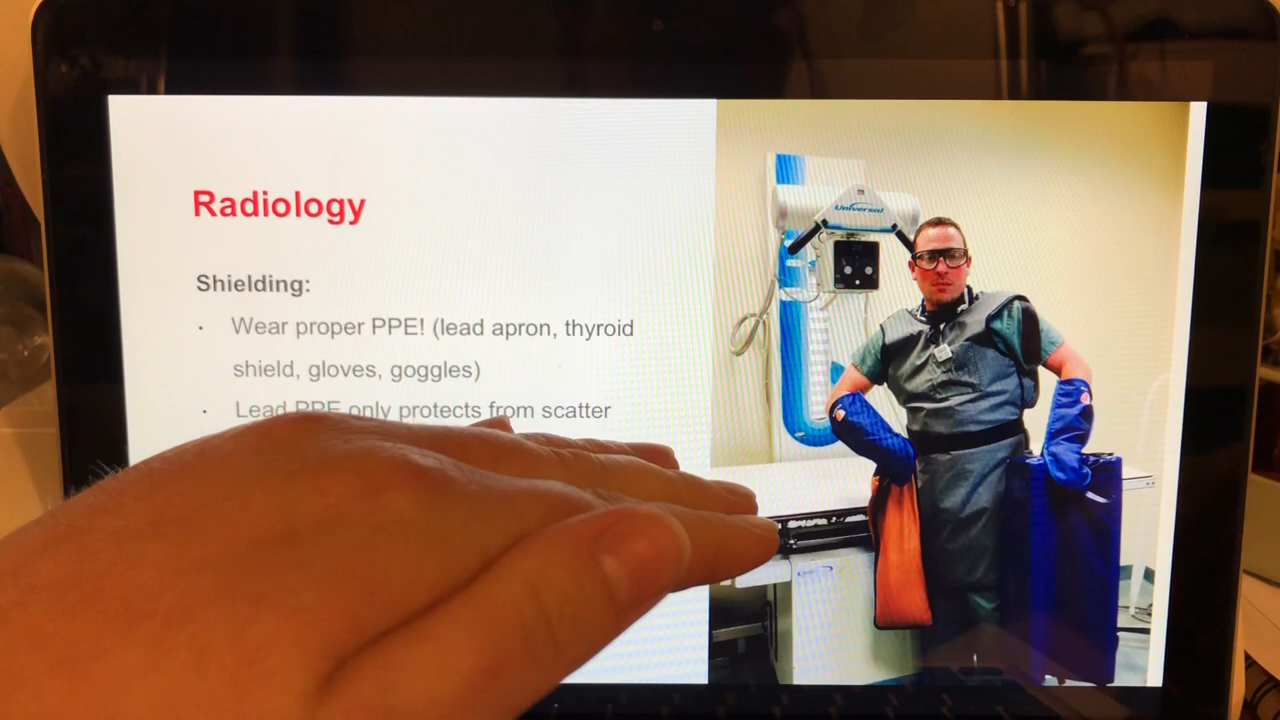 Radiology
Shielding:
· Wear proper PPE! (lead apron, thyroid
shield, gloves, goggles)
· Lead PPE only protects from scatter
Universal